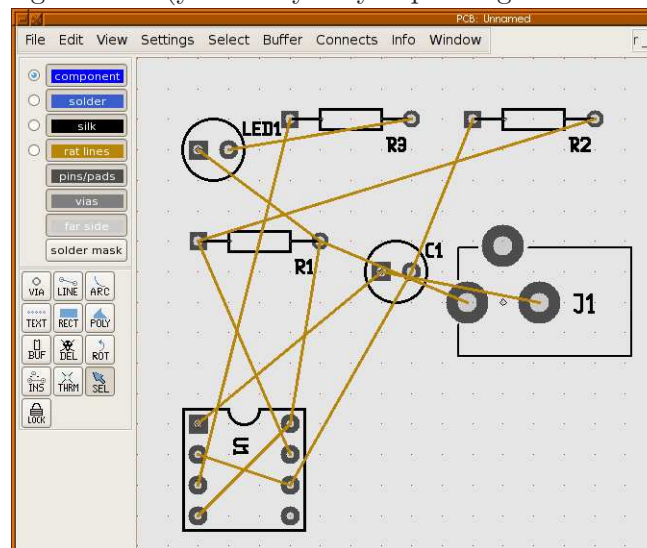 PCB: Unnamed
File Edit View Settings Select Buffer Connects Info Window
component
solder
silk
rat lines
pins/pads
vias
far side
solder mask
VIA LINE ARC
TEXT RECT POLY
BUF DEL ROT
INS THRM SEL
LOCK
LED1
R3
R2
R1
C1
J1
U1